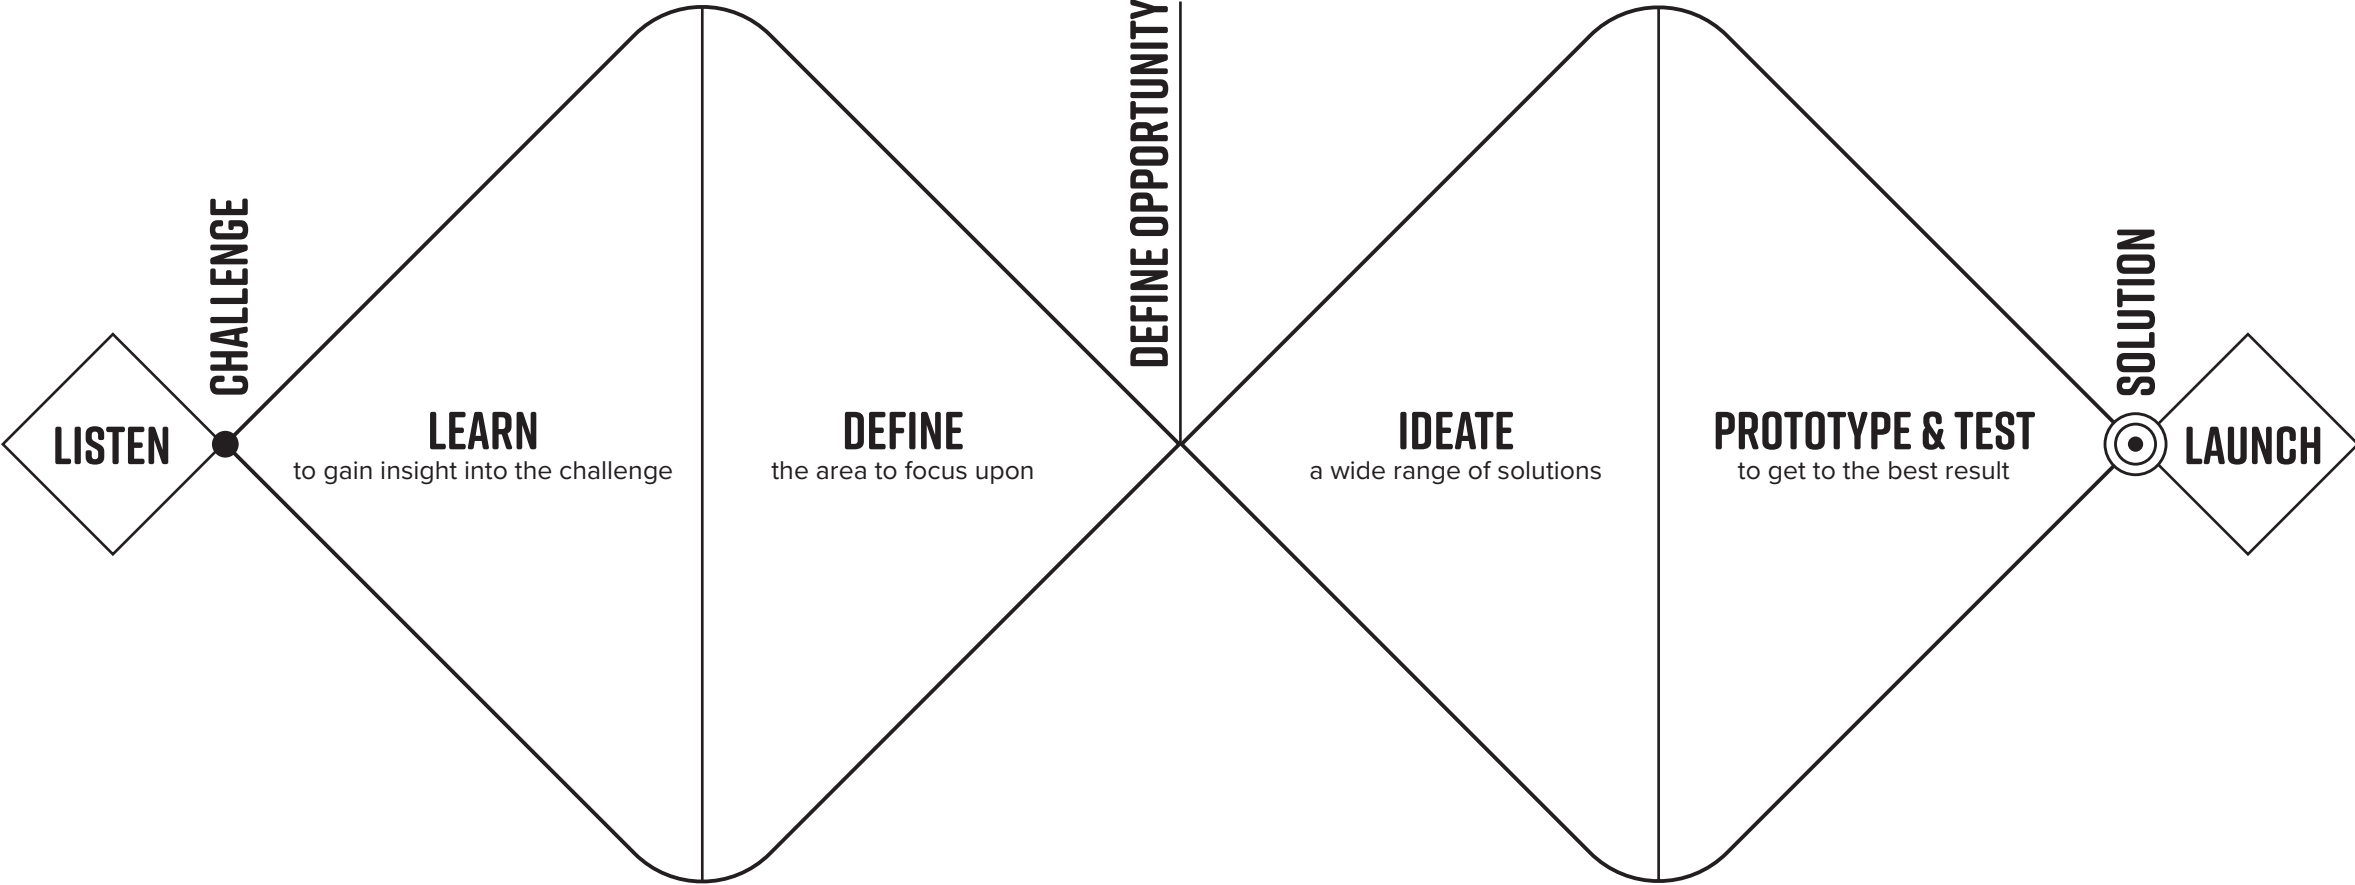 LISTEN
CHALLENGE
LEARN
to gain insight into the challenge
DEFINE
the area to focus upon
DEFINE OPPORTUNITY
IDEATE
a wide range of solutions
PROTOTYPE & TEST
to get to the best result
SOLUTION
LAUNCH